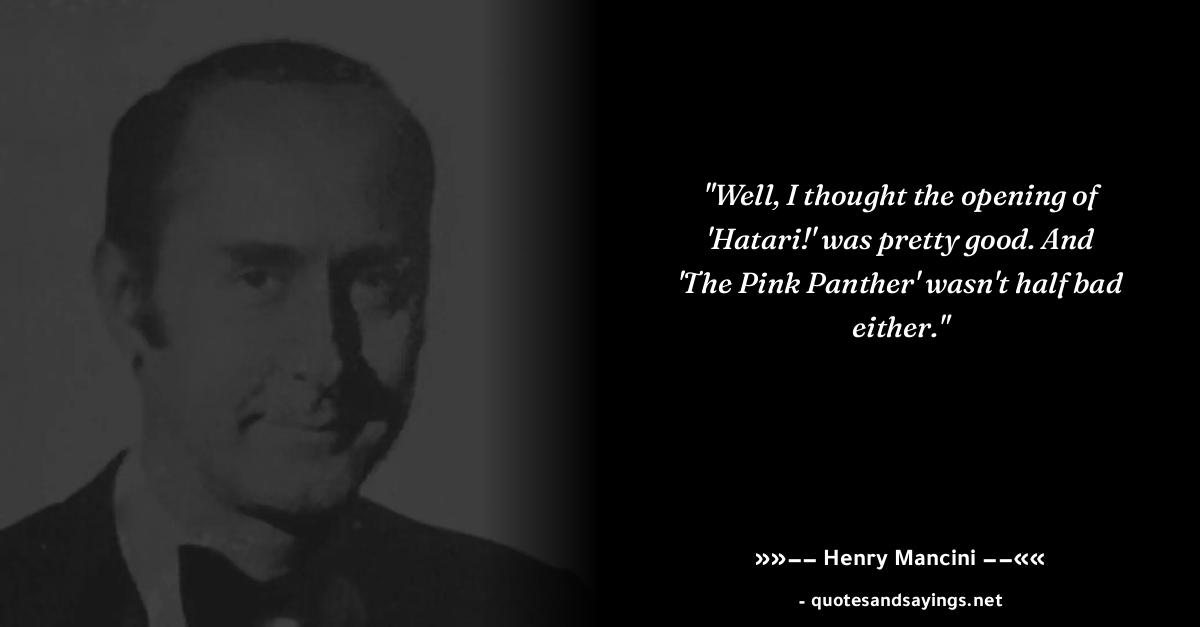 "Well, I thought the opening of
'Hatari!' was pretty good. And
'The Pink Panther' wasn't half bad
either."
»»−− Henry Mancini −−««
- quotesandsayings.net